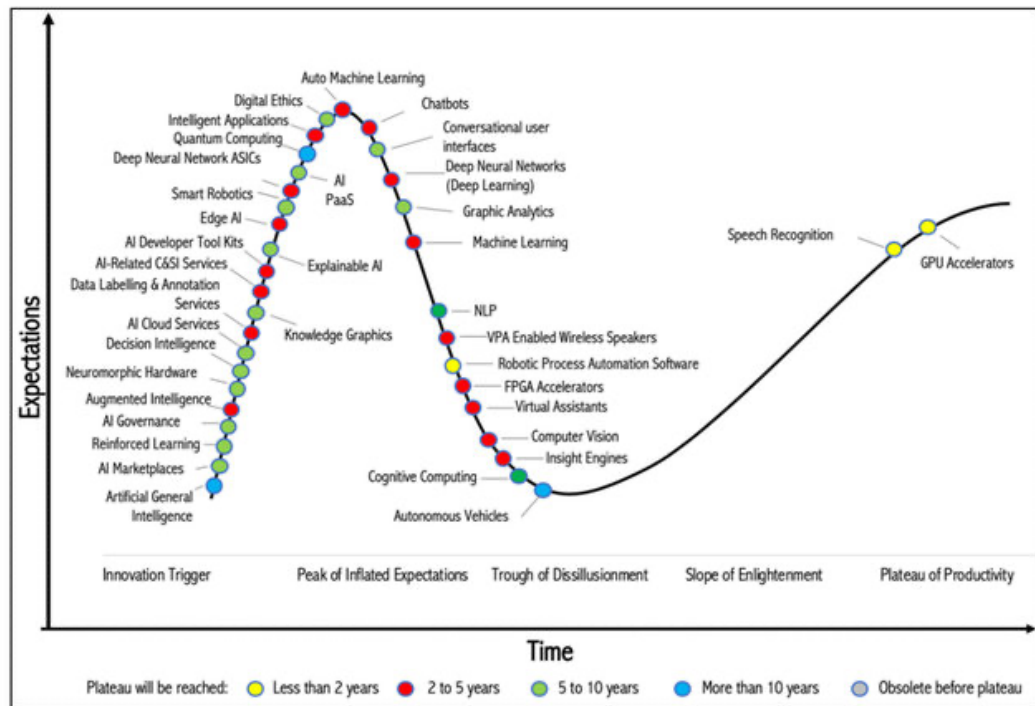 Auto Machine Learning
Digital Ethics
Intelligent Applications
Quantum Computing
Deep Neural Network ASICs
Smart Robotics
Edge AI
AI Developer Tool Kits
AI-Related C&SI Services
Data Labelling & Annotation
Services
AI Cloud Services
Decision Intelligence
Neuromorphic Hardware
Augmented Intelligence
AI Governance
Reinforced Learning
AI Marketplaces
Artificial General
Intelligence
AI
PaaS
Explainable AI
Knowledge Graphics
Chatbots
Conversational user
interfaces
Deep Neural Networks
(Deep Learning)
Graphic Analytics
Machine Learning
NLP
VPA Enabled Wireless Speakers
Robotic Process Automation Software
FPGA Accelerators
Virtual Assistants
Computer Vision
Insight Engines
Cognitive Computing
Autonomous Vehicles
Speech Recognition
GPU Accelerators
Expectations
Innovation Trigger
Peak of Inflated Expectations
Trough of Dissillusionment
Slope of Enlightenment
Plateau of Productivity
Time
Plateau will be reached:
Less than 2 years
2 to 5 years
5 to 10 years
More than 10 years
Obsolete before plateau